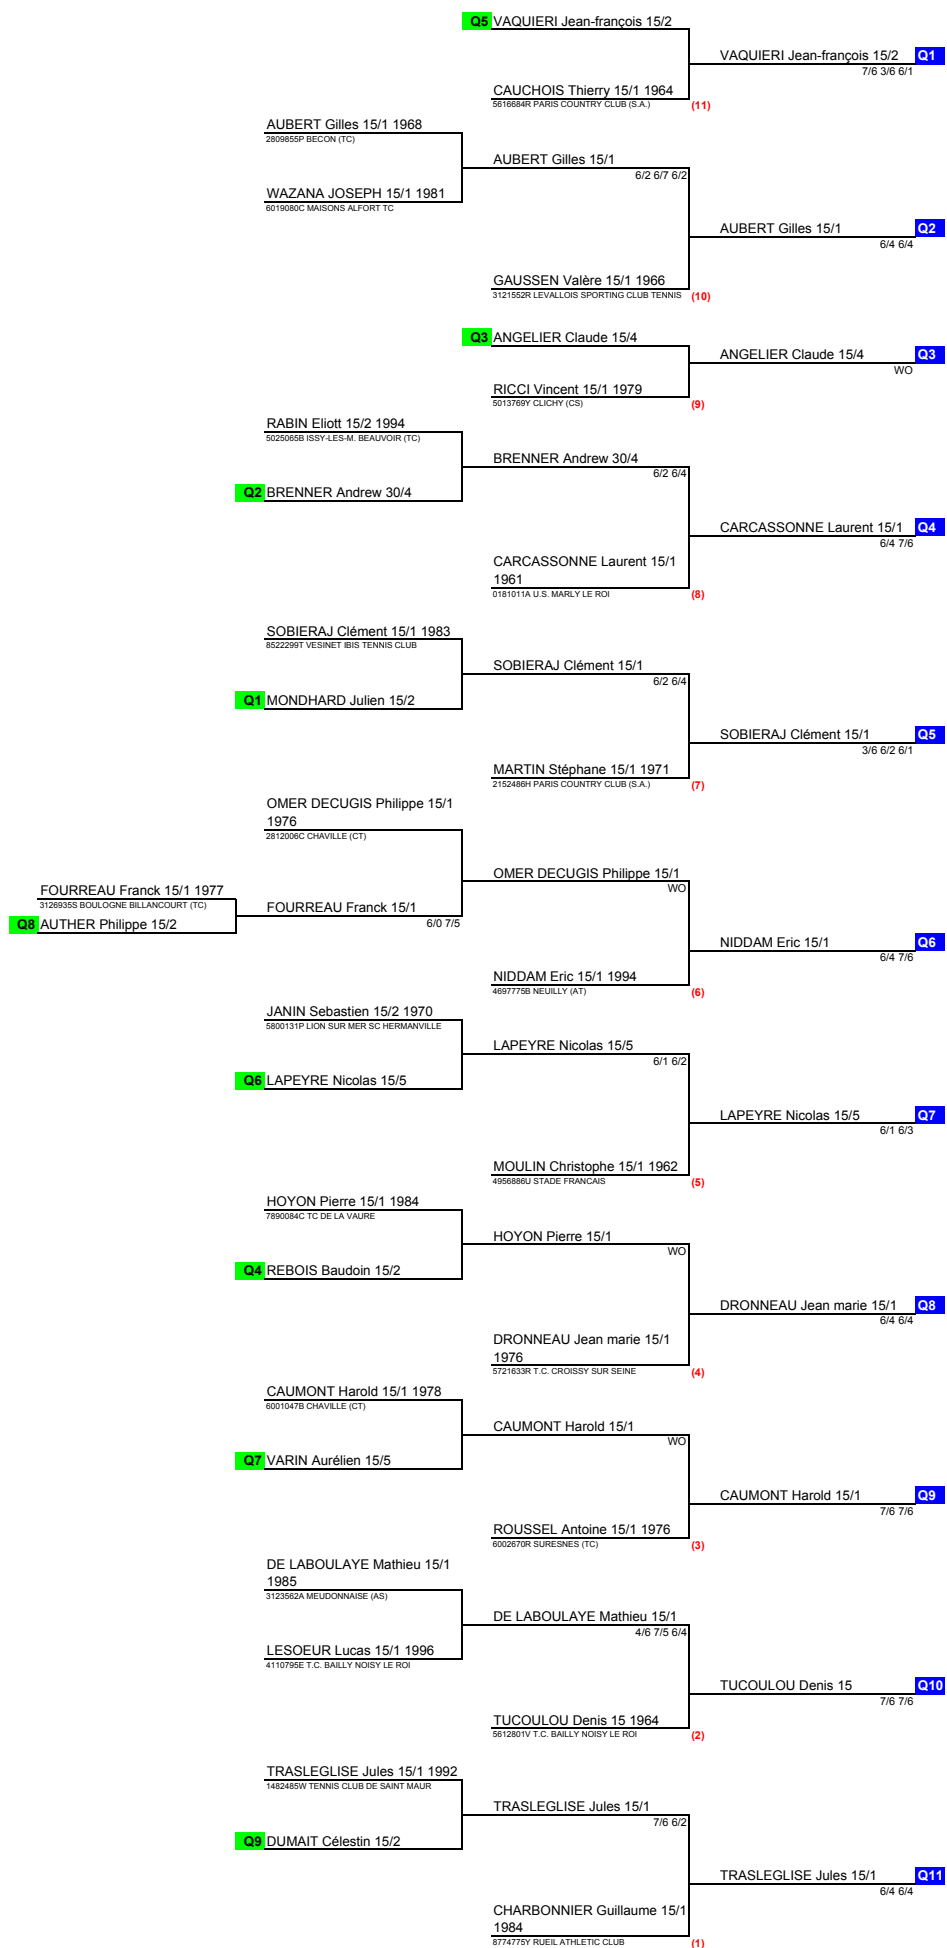 Q5 VAQUIERI Jean-françois 15/2
VAQUIERI Jean-françois 15/2 Q1
7/6 3/6 6/1
CAUCHOIS Thierry 15/1 1964
5616684R PARIS COUNTRY CLUB (S.A.) (11)
AUBERT Gilles 15/1 1968
2809855P BECON (TC)
AUBERT Gilles 15/1
6/2 6/7 6/2
WAZANA JOSEPH 15/1 1981
6019080C MAISONS ALFORT TC
AUBERT Gilles 15/1 Q2
6/4 6/4
GAUSSEN Valère 15/1 1966
3121552R LEVALLOIS SPORTING CLUB TENNIS (10)
Q3 ANGELIER Claude 15/4
ANGELIER Claude 15/4 Q3
WO
RICCI Vincent 15/1 1979
5013769Y CLICHY (CS) (9)
RABIN Eliott 15/2 1994
5025065B ISSY-LES-M. BEAUVOIR (TC)
BRENNER Andrew 30/4
6/2 6/4
Q2 BRENNER Andrew 30/4
CARCASSONNE Laurent 15/1 Q4
6/4 7/6
CARCASSONNE Laurent 15/1
1961
0181011A U.S. MARLY LE ROI (8)
SOBIERAJ Clément 15/1 1983
8522299T VESINET IBIS TENNIS CLUB
SOBIERAJ Clément 15/1
6/2 6/4
Q1 MONDHARD Julien 15/2
SOBIERAJ Clément 15/1 Q5
3/6 6/2 6/1
MARTIN Stéphane 15/1 1971
2152486H PARIS COUNTRY CLUB (S.A.) (7)
OMER DECUGIS Philippe 15/1
1976
2812006C CHAVILLE (CT)
OMER DECUGIS Philippe 15/1
WO
FOURREAU Franck 15/1 1977
3126935S BOULOGNE BILLANCOURT (TC)
FOURREAU Franck 15/1
6/0 7/5
Q8 AUTHER Philippe 15/2
NIDDAM Eric 15/1 Q6
6/4 7/6
NIDDAM Eric 15/1 1994
4697775B NEUILLY (AT) (6)
JANIN Sebastien 15/2 1970
5800131P LION SUR MER SC HERMANVILLE
LAPEYRE Nicolas 15/5
6/1 6/2
Q6 LAPEYRE Nicolas 15/5
LAPEYRE Nicolas 15/5 Q7
6/1 6/3
MOULIN Christophe 15/1 1962
4956886U STADE FRANCAIS (5)
HOYON Pierre 15/1 1984
7890084C TC DE LA VAURE
HOYON Pierre 15/1
WO
Q4 REBOIS Baudoin 15/2
DRONNEAU Jean marie 15/1 Q8
6/4 6/4
DRONNEAU Jean marie 15/1
1976
5721633R T.C. CROISSY SUR SEINE (4)
CAUMONT Harold 15/1 1978
6001047B CHAVILLE (CT)
CAUMONT Harold 15/1
WO
Q7 VARIN Aurélien 15/5
CAUMONT Harold 15/1 Q9
7/6 7/6
ROUSSEL Antoine 15/1 1976
6002670R SURESNES (TC) (3)
DE LABOULAYE Mathieu 15/1
1985
3123562A MEUDONNAISE (AS)
DE LABOULAYE Mathieu 15/1
4/6 7/5 6/4
LESOEUR Lucas 15/1 1996
4110795E T.C. BAILLY NOISY LE ROI
TUCOULOU Denis 15 Q10
7/6 7/6
TUCOULOU Denis 15 1964
5612801V T.C. BAILLY NOISY LE ROI (2)
TRASLEGLISE Jules 15/1 1992
1482485W TENNIS CLUB DE SAINT MAUR
TRASLEGLISE Jules 15/1
7/6 6/2
Q9 DUMAIT Célestin 15/2
TRASLEGLISE Jules 15/1 Q11
6/4 6/4
CHARBONNIER Guillaume 15/1
1984
8774775Y RUEIL ATHLETIC CLUB (1)